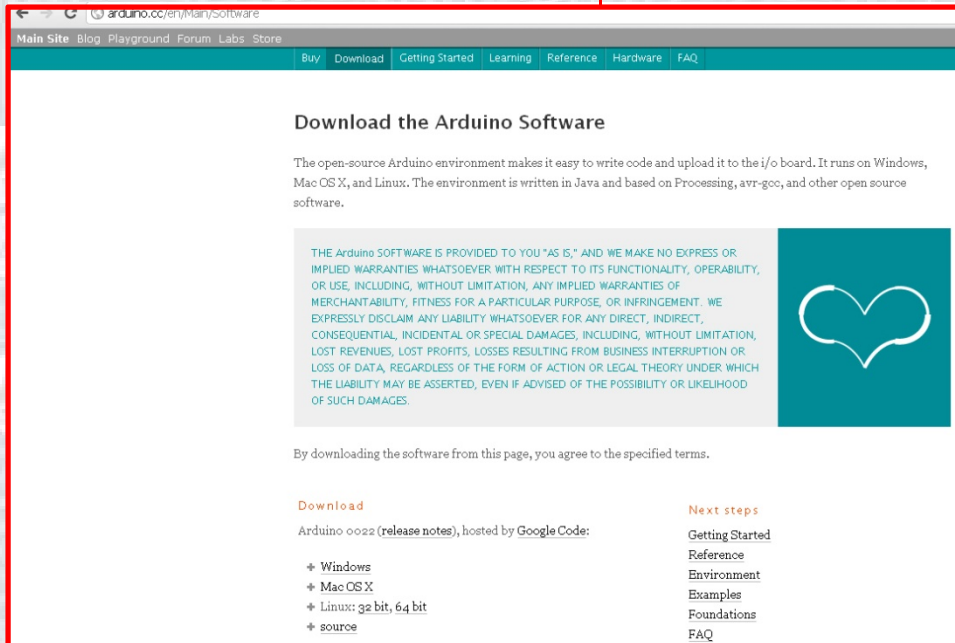 arduino.cc/en/Main/Software
Main Site Blog Playground Forum Labs Store
Buy Download Getting Started Learning Reference Hardware FAQ
Download the Arduino Software
The open-source Arduino environment makes it easy to write code and upload it to the i/o board. It runs on Windows,
Mac OS X, and Linux. The environment is written in Java and based on Processing, avr-gcc, and other open source
software.
THE Arduino SOFTWARE IS PROVIDED TO YOU "AS IS," AND WE MAKE NO EXPRESS OR
IMPLIED WARRANTIES WHATSOEVER WITH RESPECT TO ITS FUNCTIONALITY, OPERABILITY,
OR USE, INCLUDING, WITHOUT LIMITATION, ANY IMPLIED WARRANTIES OF
MERCHANTABILITY, FITNESS FOR A PARTICULAR PURPOSE, OR INFRINGEMENT. WE
EXPRESSLY DISCLAIM ANY LIABILITY WHATSOEVER FOR ANY DIRECT, INDIRECT,
CONSEQUENTIAL, INCIDENTAL OR SPECIAL DAMAGES, INCLUDING, WITHOUT LIMITATION,
LOST REVENUES, LOST PROFITS, LOSSES RESULTING FROM BUSINESS INTERRUPTION OR
LOSS OF DATA, REGARDLESS OF THE FORM OF ACTION OR LEGAL THEORY UNDER WHICH
THE LIABILITY MAY BE ASSERTED, EVEN IF ADVISED OF THE POSSIBILITY OR LIKELIHOOD
OF SUCH DAMAGES.
By downloading the software from this page, you agree to the specified terms.
Download
Arduino 0022 (release notes), hosted by Google Code:
+ Windows
+ Mac OS X
+ Linux: 32 bit, 64 bit
+ source
Next steps
Getting Started
Reference
Environment
Examples
Foundations
FAQ